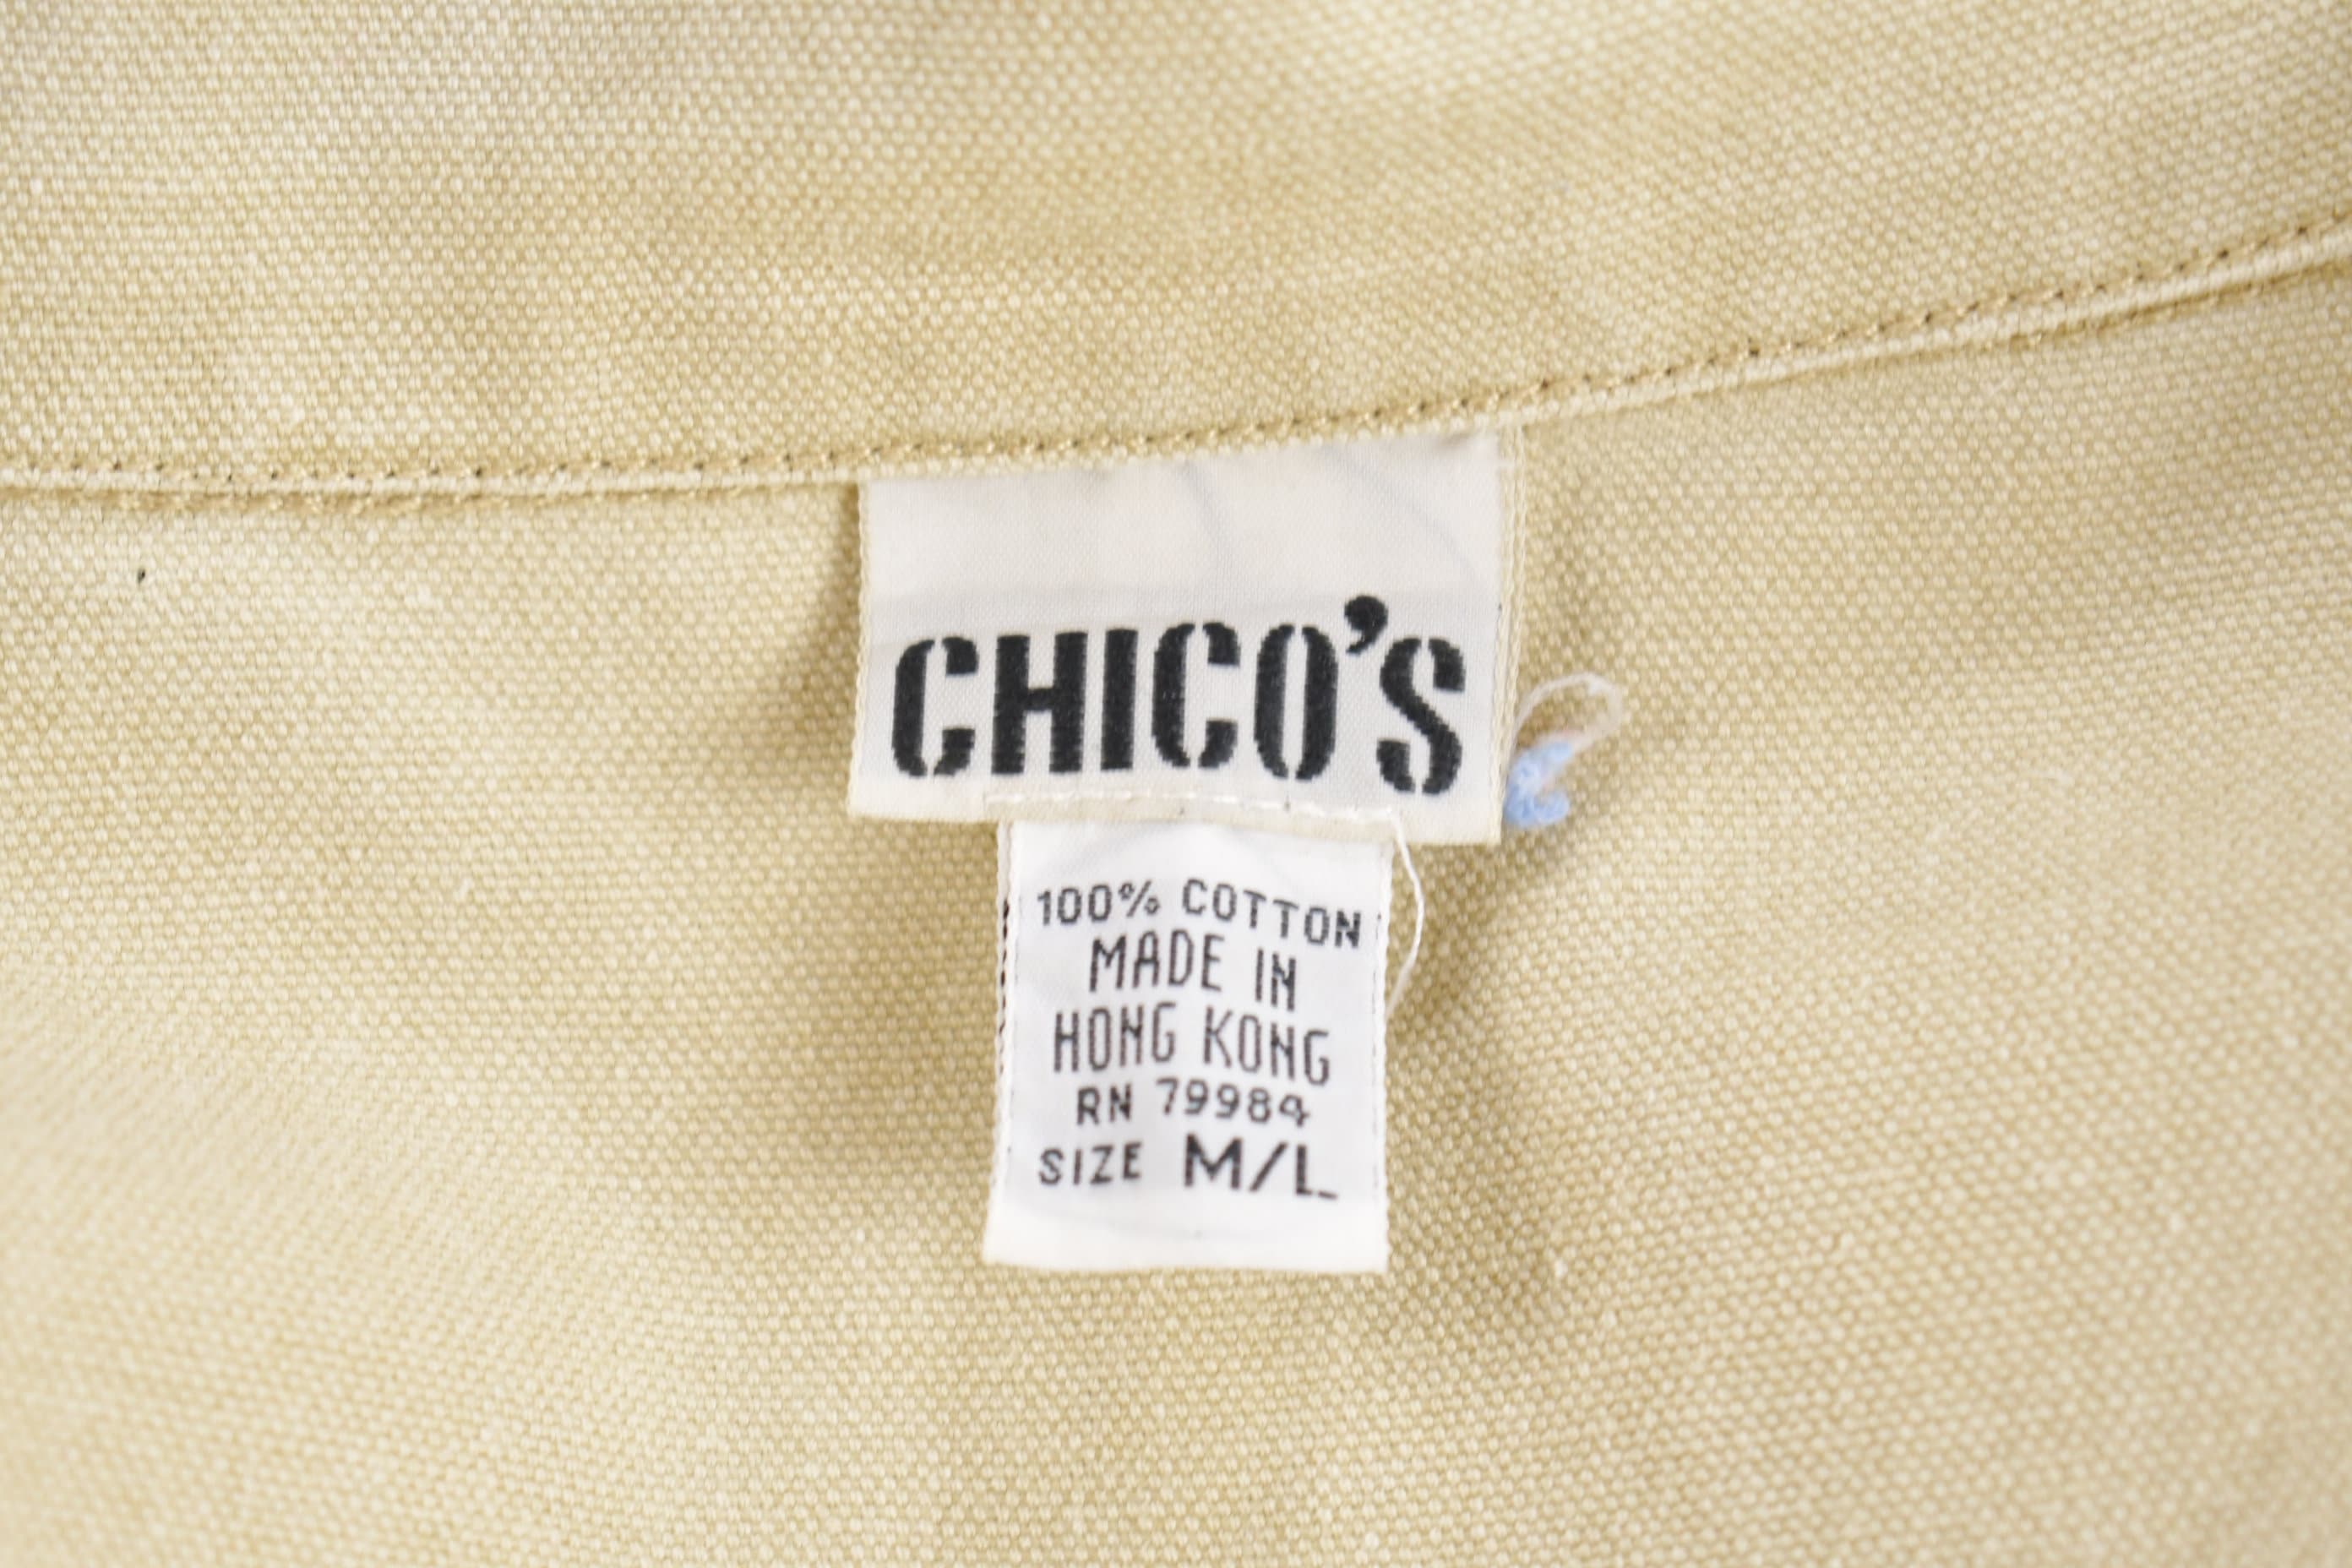 CHICO'S
100% COTTON
MADE IN
HONG KONG
RN 79984
SIZE M/L